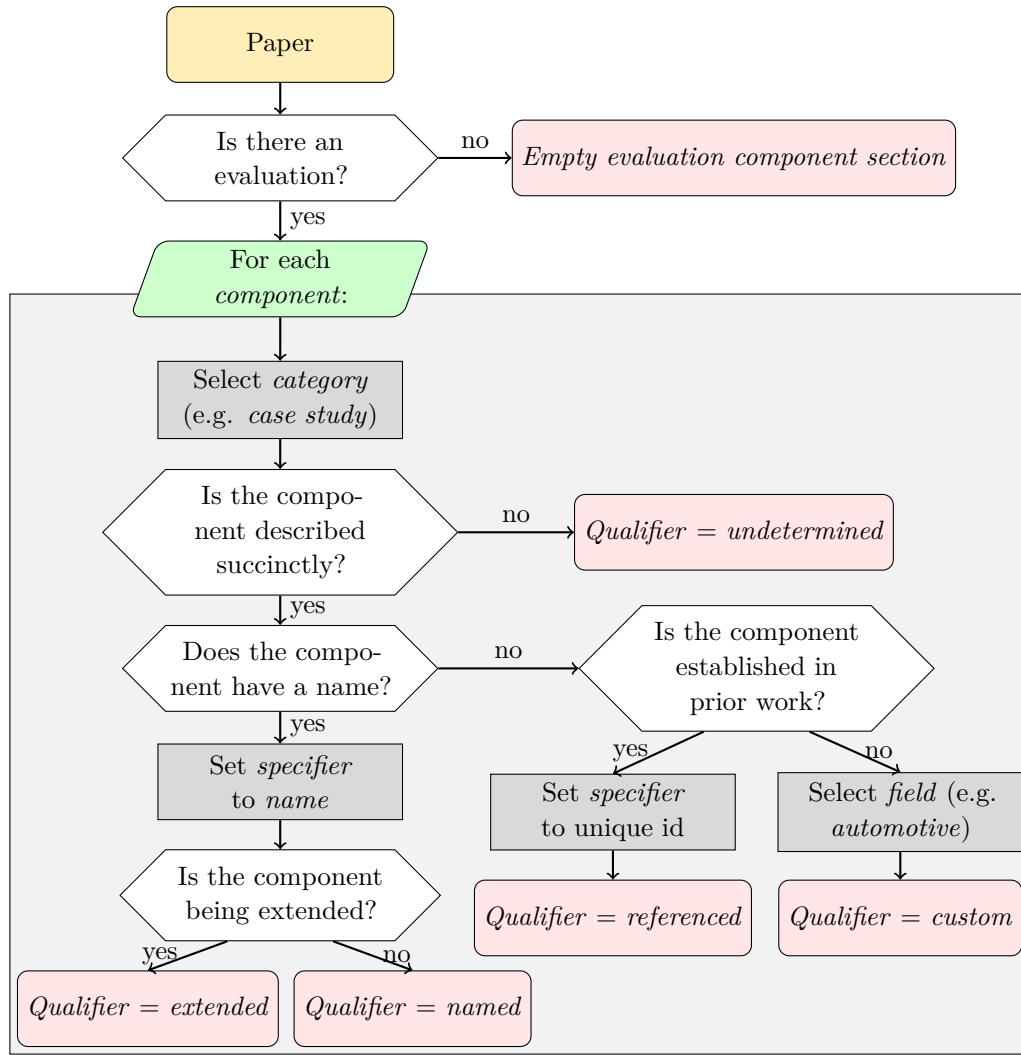 Paper
Is there an
evaluation?
no
Empty evaluation component section
yes
For each
component:
Select category
(e.g. case study)
Is the compo-
nent described
succinctly?
no
Qualifier = undetermined
yes
Does the compo-
nent have a name?
no
Is the component
established in
prior work?
yes
Set specifier
to name
yes
Set specifier
to unique id
no
Select field (e.g.
automotive)
Is the component
being extended?
Qualifier = referenced
Qualifier = custom
yes
no
Qualifier = extended
Qualifier = named